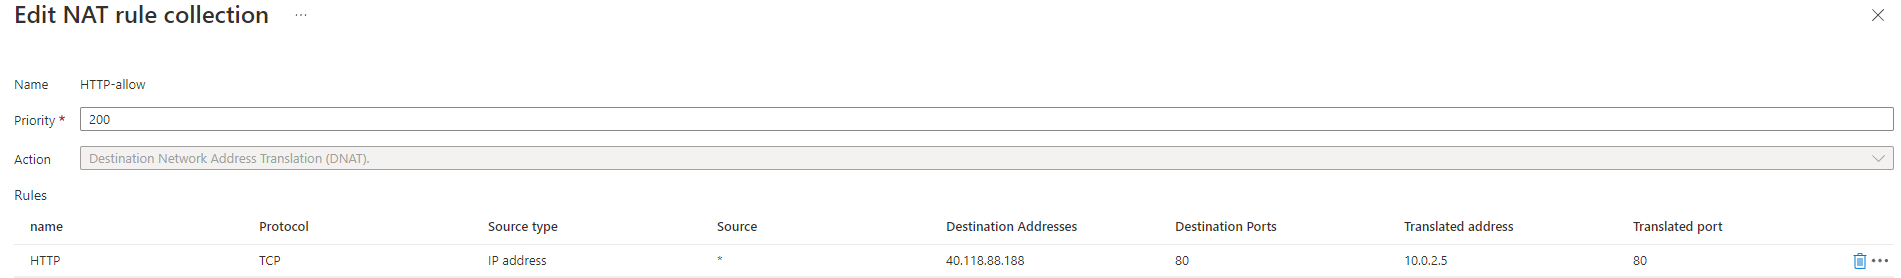 Edit NAT rule collection ...
Name HTTP-allow
Priority * 200
Action Destination Network Address Translation (DNAT).
Rules
name Protocol Source type Source Destination Addresses Destination Ports Translated address Translated port
HTTP TCP IP address * 40.118.88.188 80 10.0.2.5 80